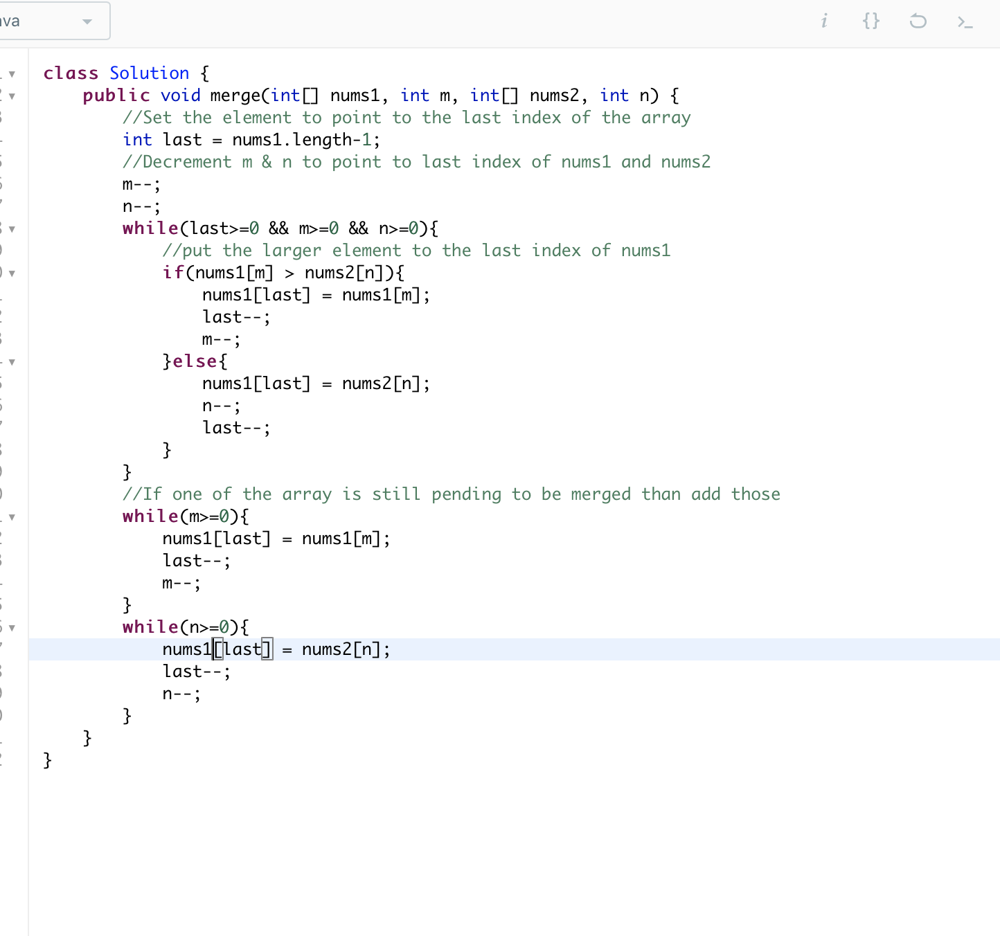 ava
i {} >_
class Solution {
    public void merge(int[] nums1, int m, int[] nums2, int n) {
        //Set the element to point to the last index of the array
        int last = nums1.length-1;
        //Decrement m & n to point to last index of nums1 and nums2
        m--;
        n--;
        while(last>=0 && m>=0 && n>=0){
            //put the larger element to the last index of nums1
            if(nums1[m] > nums2[n]){
                nums1[last] = nums1[m];
                last--;
                m--;
            }else{
                nums1[last] = nums2[n];
                n--;
                last--;
            }
        }
        //If one of the array is still pending to be merged than add those
        while(m>=0){
            nums1[last] = nums1[m];
            last--;
            m--;
        }
        while(n>=0){
            nums1[last] = nums2[n];
            last--;
            n--;
        }
    }
}